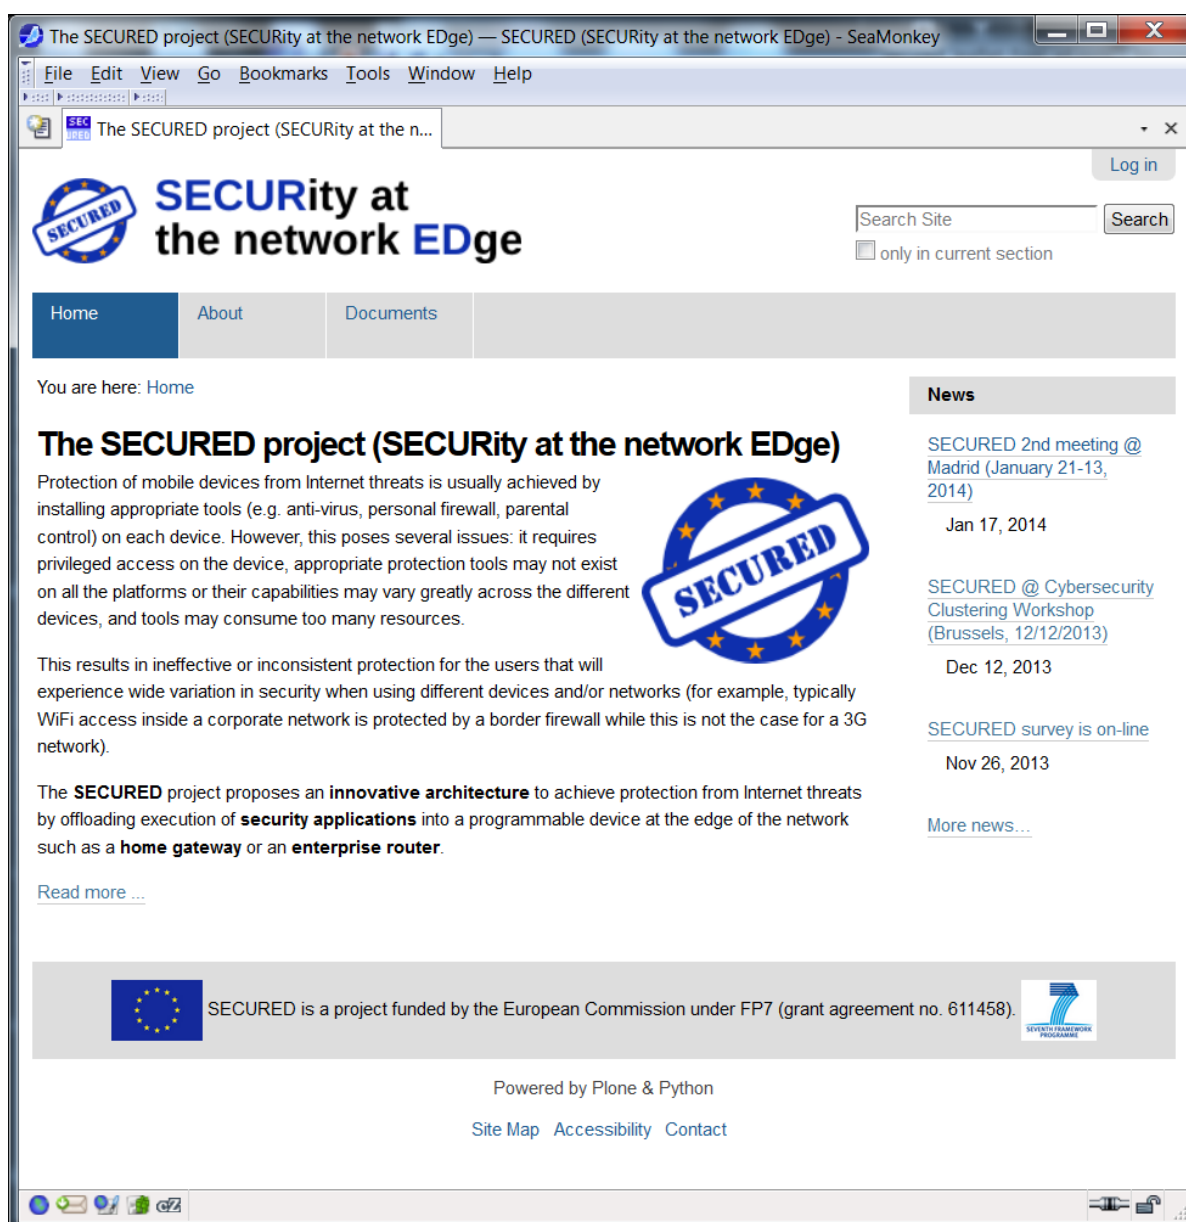 The SECURED project (SECURity at the network EDge) — SECURED (SECURity at the network EDge) - SeaMonkey
File Edit View Go Bookmarks Tools Window Help
SEC
URED
The SECURED project (SECURity at the n...
Log in
SECURED
SECURity at
the network EDge
Search Site
Search
only in current section
Home
About
Documents
You are here: Home
The SECURED project (SECURity at the network EDge)
Protection of mobile devices from Internet threats is usually achieved by
installing appropriate tools (e.g. anti-virus, personal firewall, parental
control) on each device. However, this poses several issues: it requires
privileged access on the device, appropriate protection tools may not exist
on all the platforms or their capabilities may vary greatly across the different
devices, and tools may consume too many resources.
SECURED
This results in ineffective or inconsistent protection for the users that will
experience wide variation in security when using different devices and/or networks (for example, typically
WiFi access inside a corporate network is protected by a border firewall while this is not the case for a 3G
network).
The SECURED project proposes an innovative architecture to achieve protection from Internet threats
by offloading execution of security applications into a programmable device at the edge of the network
such as a home gateway or an enterprise router.
Read more ...
News
SECURED 2nd meeting @
Madrid (January 21-13,
2014)
Jan 17, 2014
SECURED @ Cybersecurity
Clustering Workshop
(Brussels, 12/12/2013)
Dec 12, 2013
SECURED survey is on-line
Nov 26, 2013
More news…
SECURED is a project funded by the European Commission under FP7 (grant agreement no. 611458).
SEVENTH FRAMEWORK
PROGRAMME
Powered by Plone & Python
Site Map Accessibility Contact
cZ